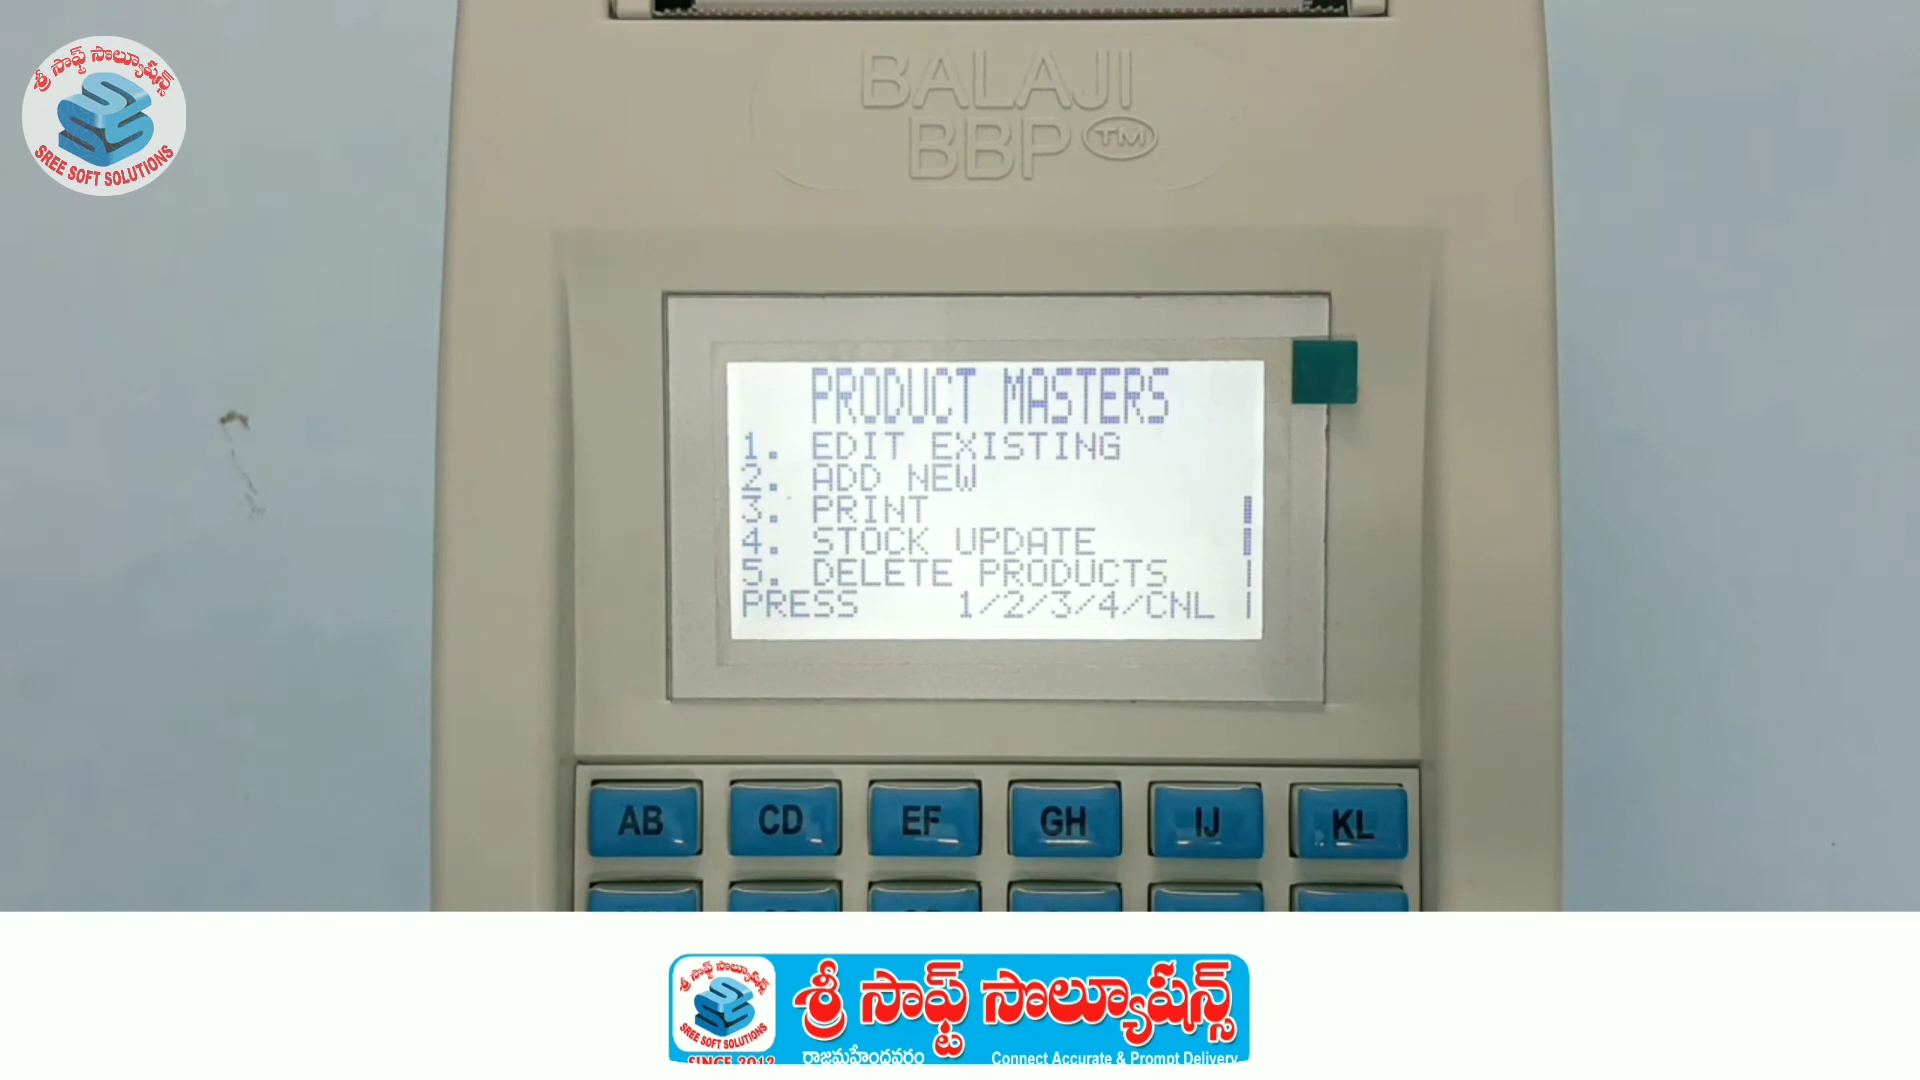 శ్రీ సాఫ్ట్ సొల్యూషన్స్
SREE SOFT SOLUTIONS
BALAJI
BBP TM
PRODUCT MASTERS
1. EDIT EXISTING
2. ADD NEW
3. PRINT
4. STOCK UPDATE
5. DELETE PRODUCTS
PRESS 1/2/3/4/CNL
AB CD EF GH IJ KL
శ్రీ సాఫ్ట్ సొల్యూషన్స్
SREE SOFT SOLUTIONS
SINCE 2012
శ్రీ సాఫ్ట్ సొల్యూషన్స్
రాజమహేంద్రవరం
Connect Accurate & Prompt Delivery